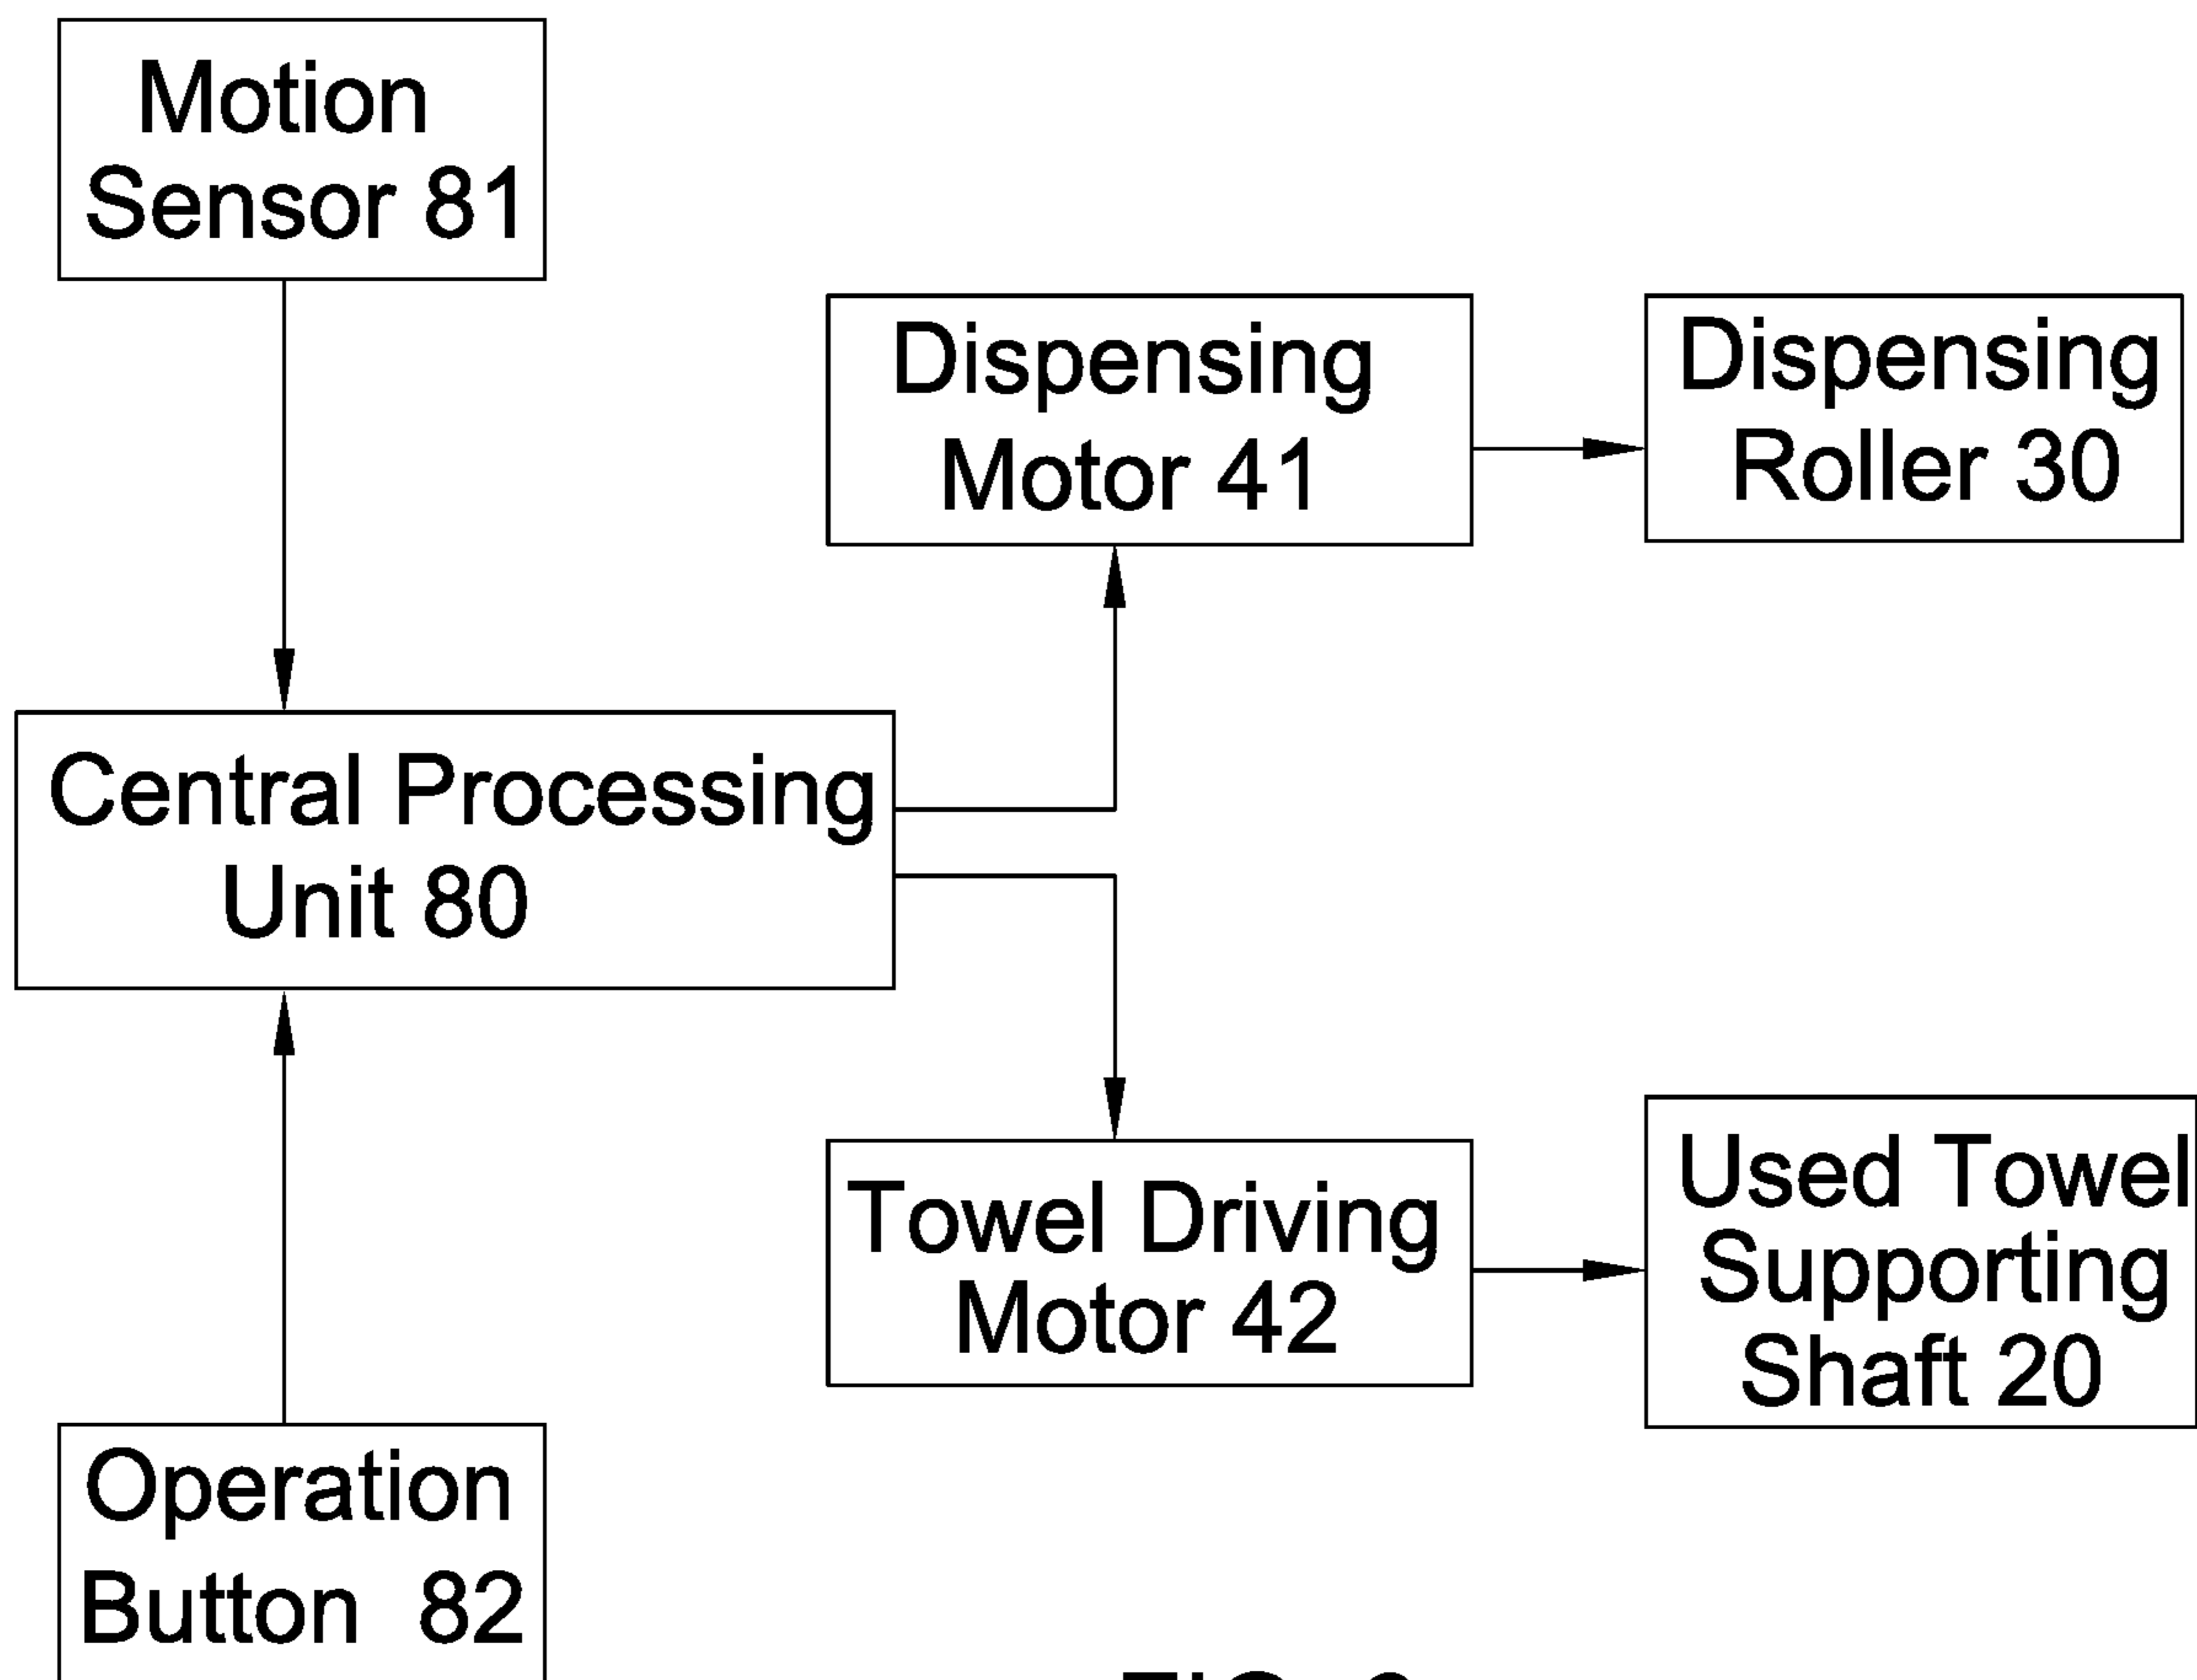 Motion
Sensor 81
Dispensing
Motor 41
Dispensing
Roller 30
Central Processing
Unit 80
Towel Driving
Motor 42
Used Towel
Supporting
Shaft 20
Operation
Button 82